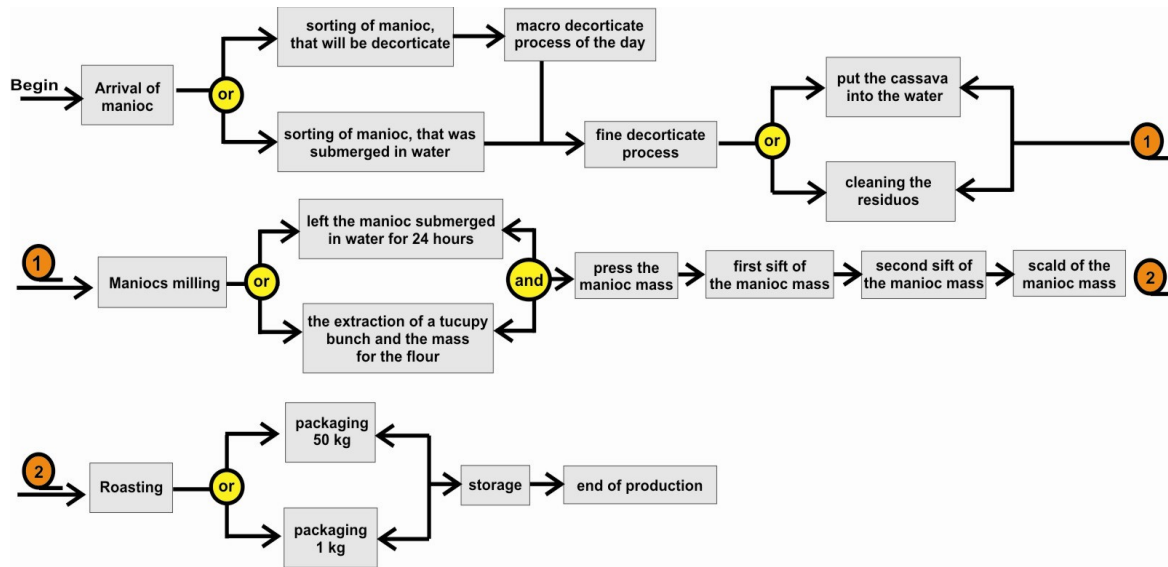 Begin
Arrival of
manioc
or
sorting of manioc,
that will be decorticate
macro decorticate
process of the day
sorting of manioc, that was
submerged in water
fine decorticate
process
or
put the cassava
into the water
cleaning the
residuos
1
1
Maniocs milling
or
left the manioc submerged
in water for 24 hours
the extraction of a tucupy
bunch and the mass
for the flour
and
press the
manioc mass
first sift of
the manioc mass
second sift of
the manioc mass
scald of the
manioc mass
2
2
Roasting
or
packaging
50 kg
packaging
1 kg
storage
end of production